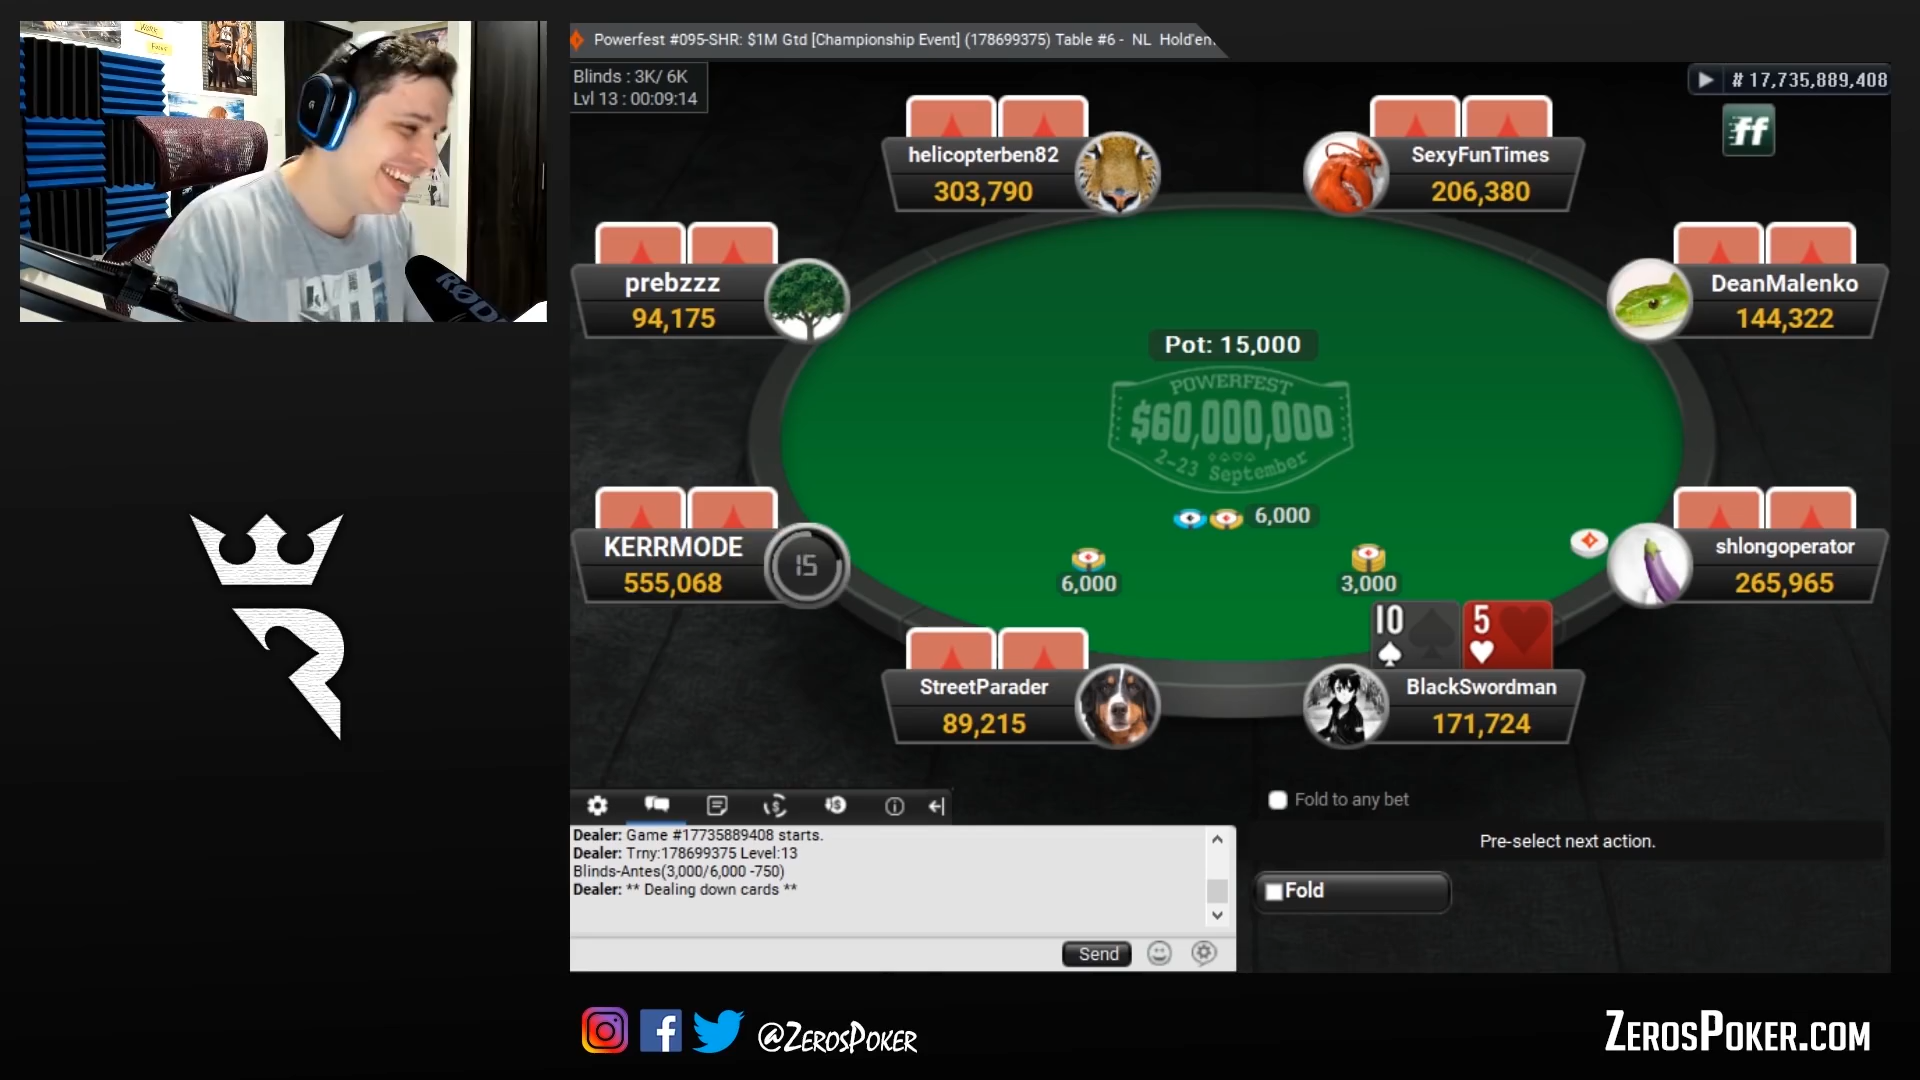 Powerfest #095-SHR: $1M Gtd [Championship Event] (178699375) Table #6 - NL Hold'en
Blinds : 3K/ 6K
Lvl 13 : 00:09:14
# 17,735,889,408
ff
helicopterben82
303,790
SexyFunTimes
206,380
prebzzz
94,175
DeanMalenko
144,322
Pot: 15,000
POWERFEST
$60,000,000
2-23 September
6,000
6,000
3,000
KERRMODE
555,068
15
shlongoperator
265,965
10
5
StreetParader
89,215
BlackSwordman
171,724
RODE
Fold to any bet
Pre-select next action.
Fold
Dealer: Game #17735889408 starts.
Dealer: Trny:178699375 Level:13
Blinds-Antes(3,000/6,000 -750)
Dealer: ** Dealing down cards **
Send
@ZerosPoker
ZerosPoker.com